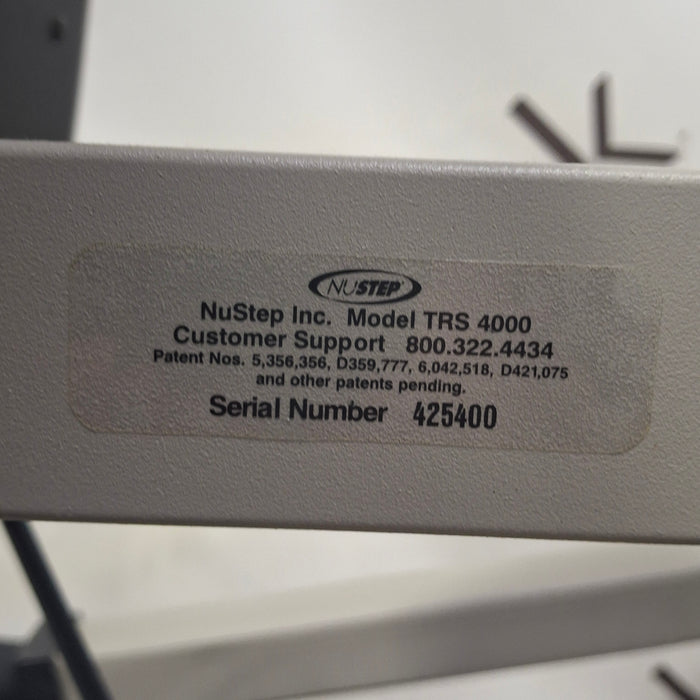 NUSTEP
NuStep Inc. Model TRS 4000
Customer Support 800.322.4434
Patent Nos. 5,356,356, D359,777, 6,042,518, D421,075
and other patents pending.
Serial Number 425400